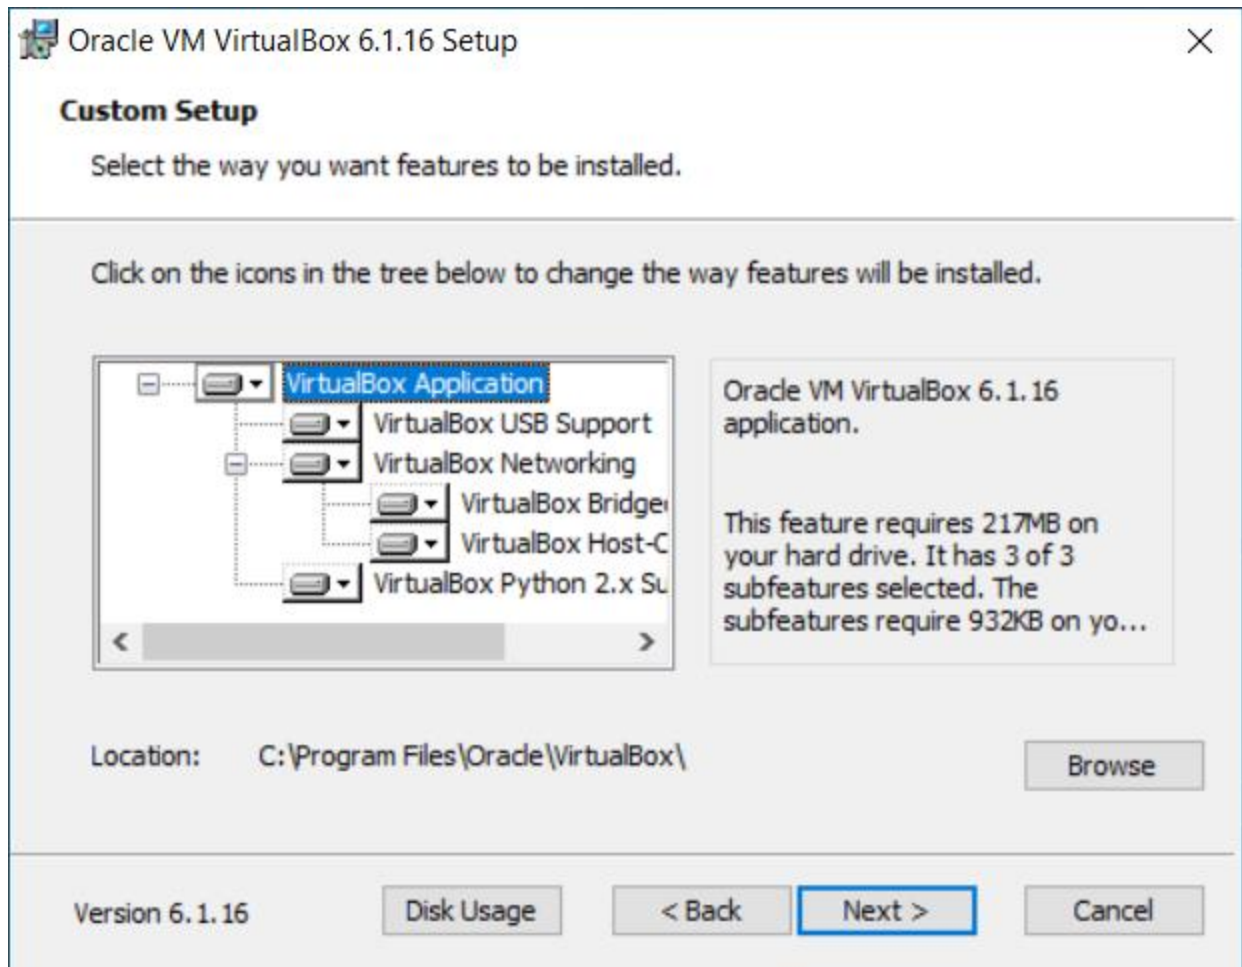 Oracle VM VirtualBox 6.1.16 Setup
Custom Setup
Select the way you want features to be installed.
Click on the icons in the tree below to change the way features will be installed.
VirtualBox Application
VirtualBox USB Support
VirtualBox Networking
VirtualBox Bridge
VirtualBox Host-C
VirtualBox Python 2.x Su
Oracle VM VirtualBox 6.1.16
application.
This feature requires 217MB on
your hard drive. It has 3 of 3
subfeatures selected. The
subfeatures require 932KB on yo...
Location: C:\Program Files\Oracle\VirtualBox\
Browse
Version 6.1.16
Disk Usage
< Back
Next >
Cancel